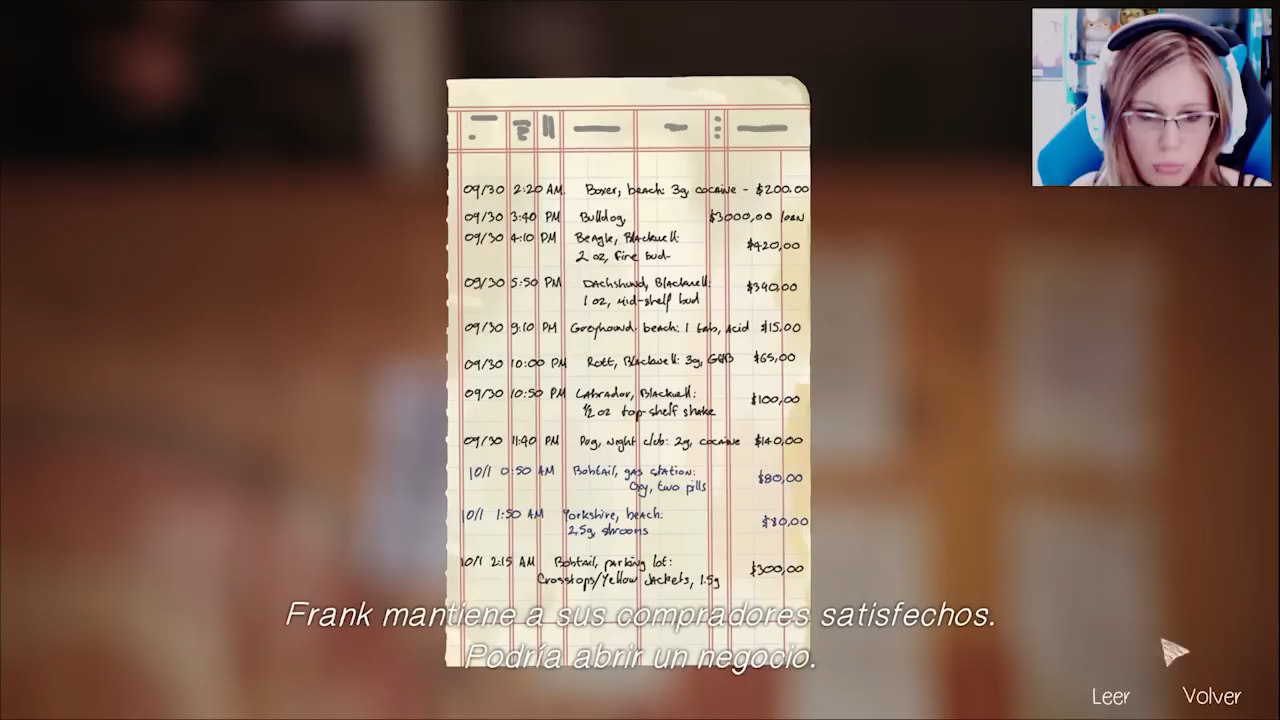 09/30 2:20 AM. Boxer, beach: 3g, cocaine - $200.00
09/30 3:40 PM Bulldog, $3000,00 loan
09/30 4:10 PM Beagle, Blackwell:
2 oz, fire bud- $420,00
09/30 5:50 PM Dachshund, Blackwell: $340,00
1 oz, mid-shelf bud
09/30 9:10 PM Greyhound, beach: 1 tab, acid $15.00
09/30 10:00 PM Rott, Blackwell: 3g, GHB $65,00
09/30 10:50 PM Labrador, Blackwell: $100,00
1/2 oz top-shelf shake
09/30 11:40 PM Pug, night club: 2g, cocaine $140,00
10/1 0:50 AM Bobtail, gas station: $80,00
Oxy, two pills
10/1 1:50 AM Yorkshire, beach: $80,00
2,5g, shrooms
10/1 2:15 AM Bobtail, parking lot: $300,00
Crosstops/Yellow Jackets, 1.5g
Frank mantiene a sus compradores satisfechos.
Podría abrir un negocio.
Leer Volver